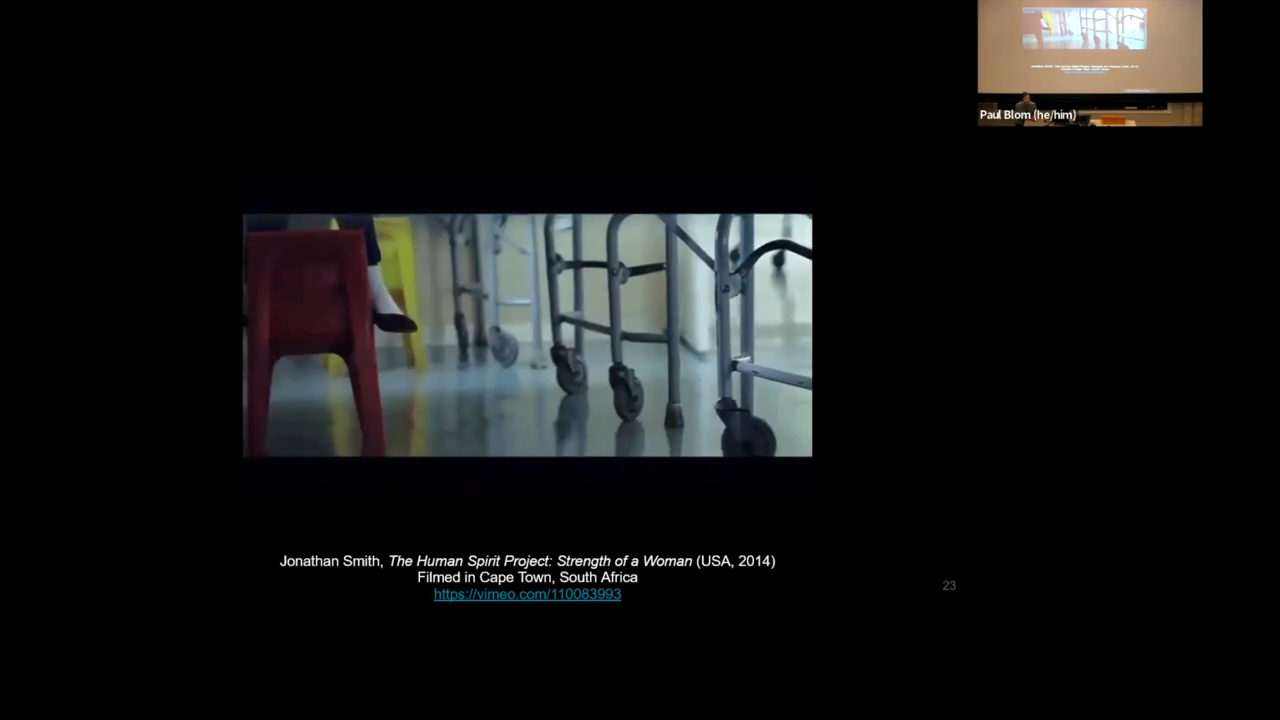 Paul Blom (he/him)
Jonathan Smith, The Human Spirit Project: Strength of a Woman (USA, 2014)
Filmed in Cape Town, South Africa
https://vimeo.com/110083993
23